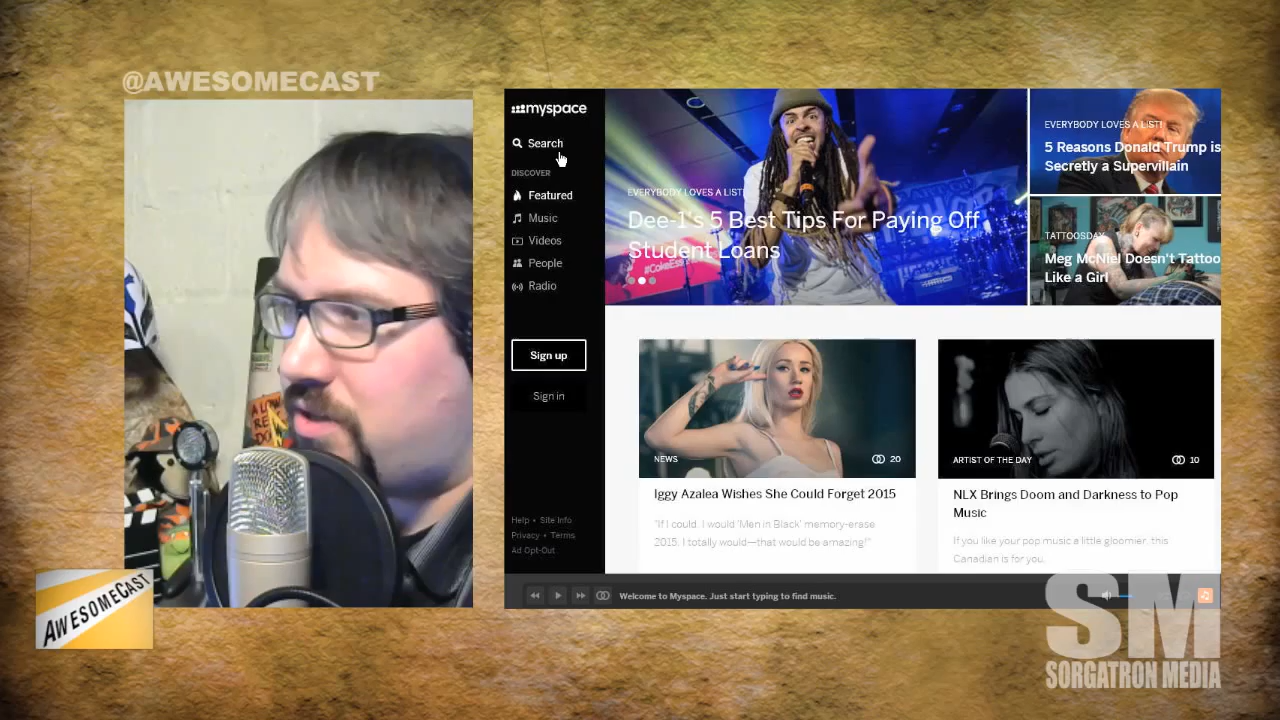 @AWESOMECAST
myspace
Search
DISCOVER
Featured
Music
Videos
People
Radio
Sign up
Sign in
Help • Site Info
Privacy • Terms
Ad Opt-Out
EVERYBODY LOVES A LIST!
Dee-1's 5 Best Tips For Paying Off
Student Loans
#CokeEss
EVERYBODY LOVES A LIST!
5 Reasons Donald Trump is
Secretly a Supervillain
TATTOOSDAY
Meg McNiel Doesn't Tattoo
Like a Girl
NEWS
20
Iggy Azalea Wishes She Could Forget 2015
"If I could, I would 'Men in Black' memory-erase
2015. I totally would—that would be amazing!"
ARTIST OF THE DAY
10
NLX Brings Doom and Darkness to Pop
Music
If you like your pop music a little gloomier, this
Canadian is for you.
Welcome to Myspace. Just start typing to find music.
AWESOMECAST
SM
SORGATRON MEDIA